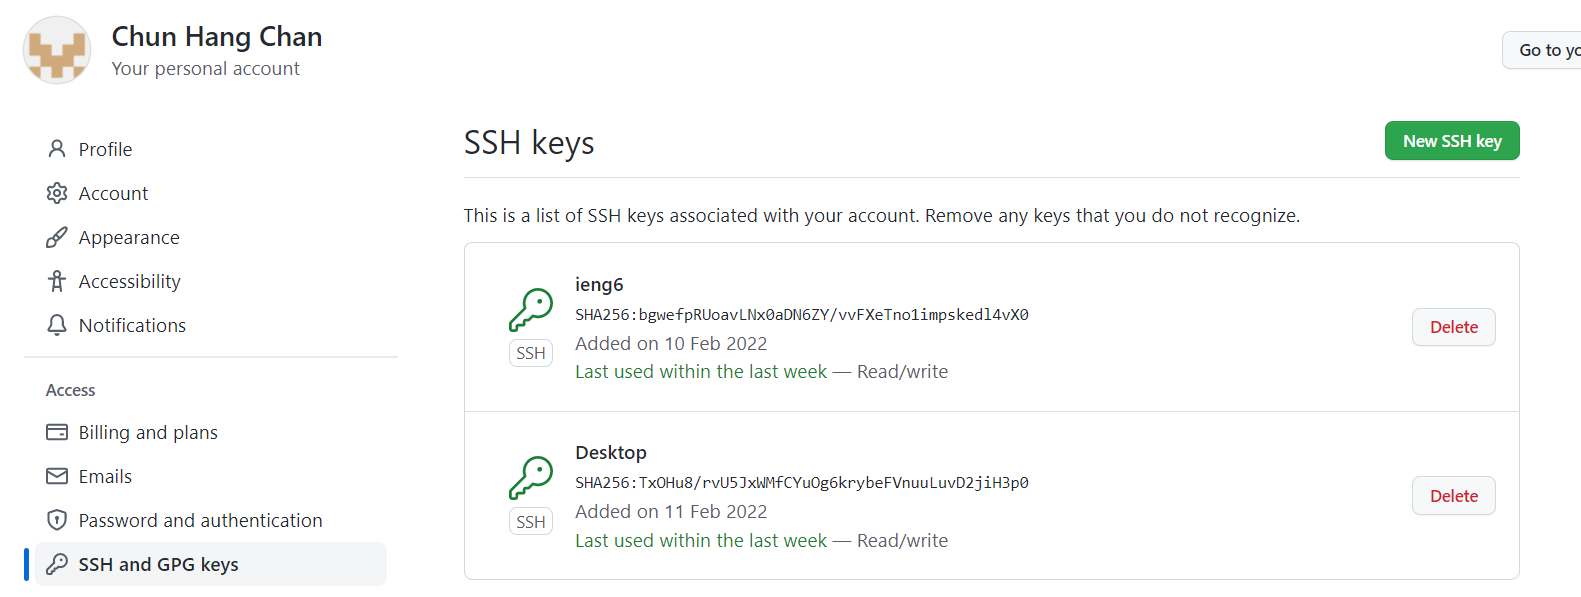 Chun Hang Chan
Your personal account
Go to yo
Profile
Account
Appearance
Accessibility
Notifications
Access
Billing and plans
Emails
Password and authentication
SSH and GPG keys
SSH keys
New SSH key
This is a list of SSH keys associated with your account. Remove any keys that you do not recognize.
ieng6
SHA256:bgwefpRUoavLNx0aDN6ZY/vvFXeTno1impskedl4vX0
Added on 10 Feb 2022
Last used within the last week — Read/write
SSH
Delete
Desktop
SHA256:TxOHu8/rvU5JxWMfCYuOg6krybeFVnuuLuvD2jiH3p0
Added on 11 Feb 2022
Last used within the last week — Read/write
SSH
Delete